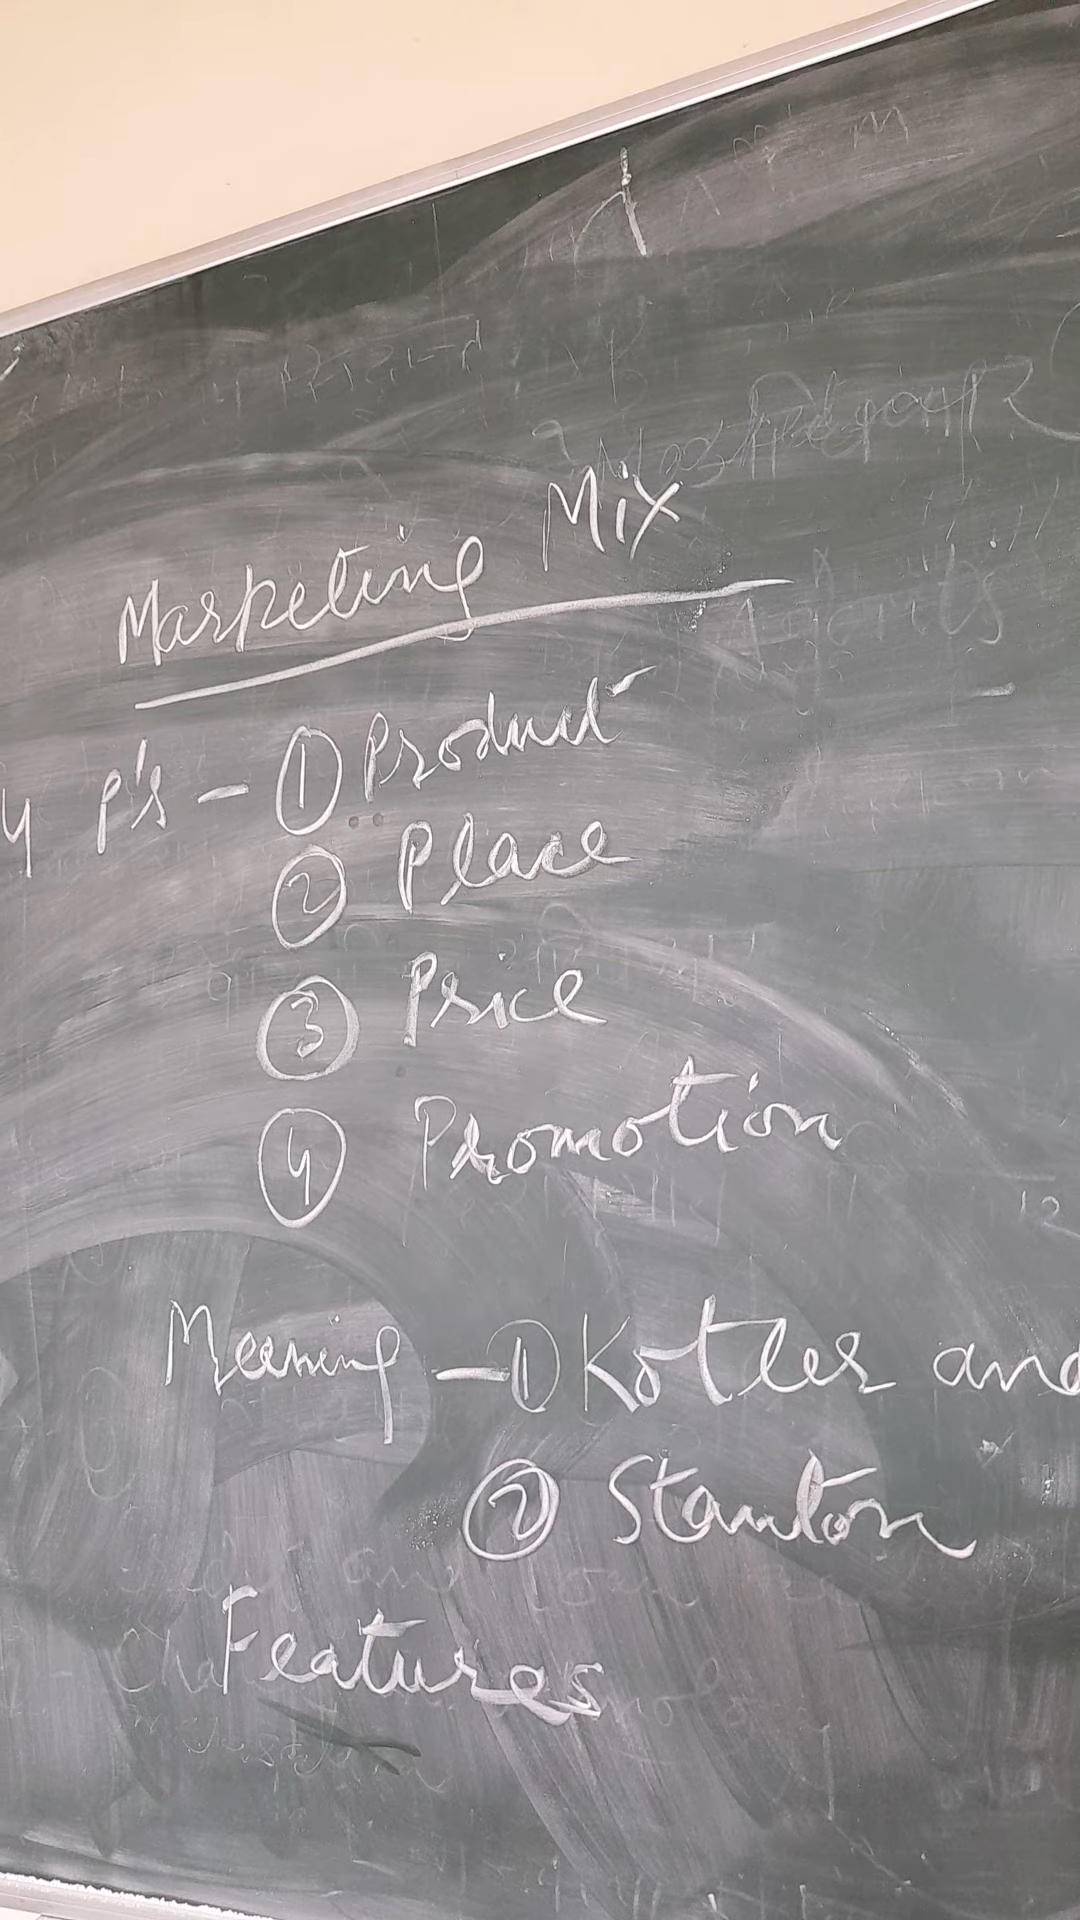 Marketing Mix
4 P's - ① Product
② Place
③ Price
④ Promotion
Meaning - ① Kotler and
② Stanton
Features